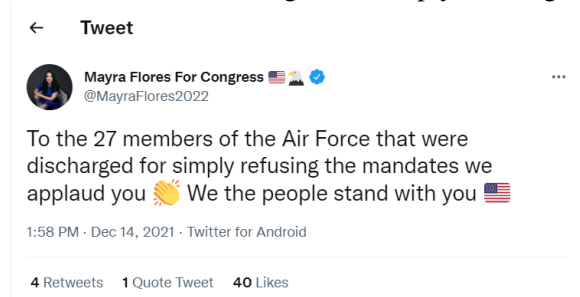 ← Tweet
Mayra Flores For Congress 🇺🇸🦅
@MayraFlores2022
...
To the 27 members of the Air Force that were
discharged for simply refusing the mandates we
applaud you 👏 We the people stand with you 🇺🇸
1:58 PM · Dec 14, 2021 · Twitter for Android
4 Retweets 1 Quote Tweet 40 Likes